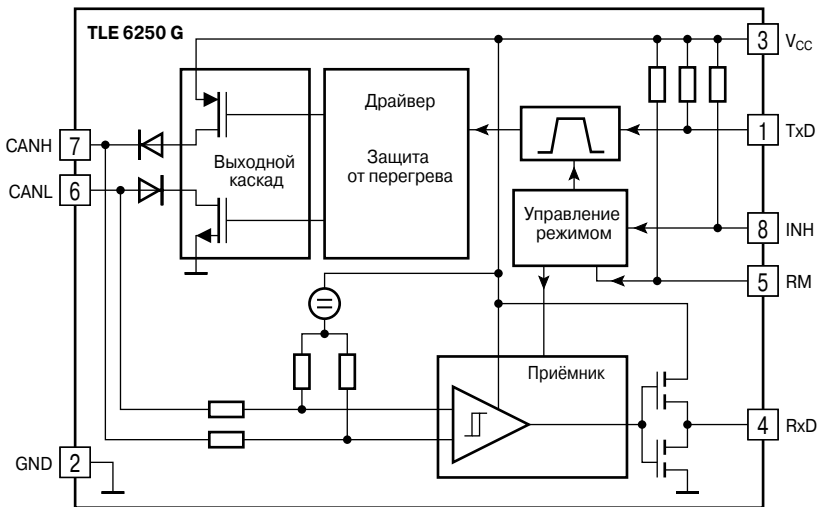 TLE 6250 G
3 VCC
Драйвер
Защита
от перегрева
Выходной
каскад
1 TxD
CANH 7
CANL 6
Управление
режимом
8 INH
5 RM
Приёмник
4 RxD
GND 2